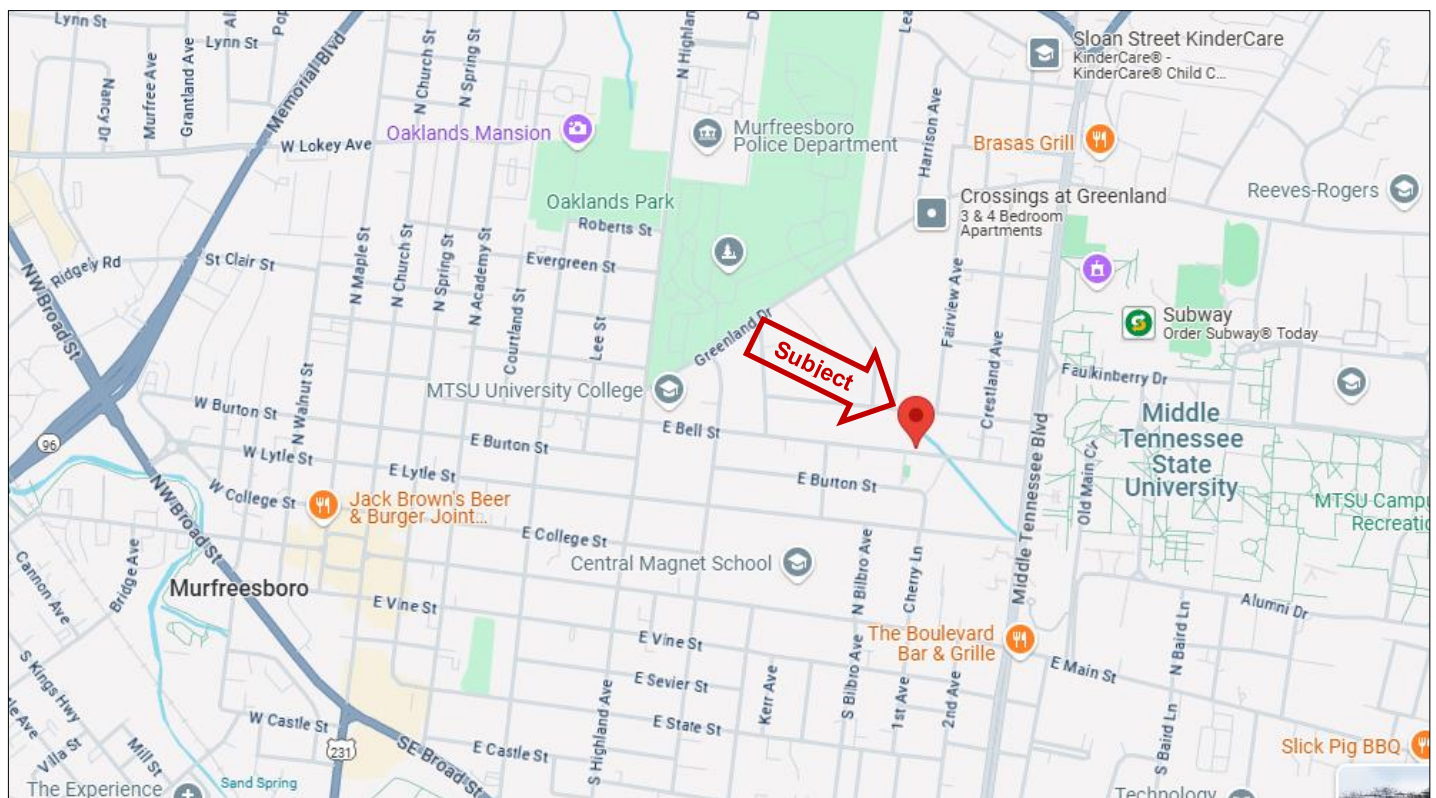 Lynn St
Lynn St
Nancy Dr
Murfree Ave
Grantland Ave
Memorial Blvd
N Church St
N Spring St
Oaklands Mansion
W Lokey Ave
Murfreesboro
Police Department
Harrison Ave
Sloan Street KinderCare
KinderCare® -
KinderCare® Child C...
Brasas Grill
Crossings at Greenland
3 & 4 Bedroom
Apartments
Reeves-Rogers
Oaklands Park
Roberts St
Evergreen St
Ridgely Rd
St Clair St
NW Broad St
N Maple St
N Church St
N Spring St
N Academy St
Courtland St
Lee St
Greenland Dr
Subject
Fairview Ave
Crestland Ave
Subway
Order Subway® Today
Faulkinberry Dr
Middle
Tennessee
State
University
MTSU University College
N Walnut St
W Burton St
E Burton St
E Bell St
E Burton St
96
W Lytle St
E Lytle St
W College St
NW Broad St
Jack Brown's Beer
& Burger Joint...
E College St
Central Magnet School
Middle Tennessee Blvd
Old Main Cir
MTSU Campu
Recreatio
Cannon Ave
Bridge Ave
Murfreesboro
E Vine St
E Vine St
N Bilbro Ave
Cherry Ln
The Boulevard
Bar & Grille
Alumni Dr
N Baird Ln
E Main St
S Kings Hwy
E Sevier St
E State St
S Highland Ave
Kerr Ave
S Bilbro Ave
1st Ave
2nd Ave
S Baird Ln
Villa St
Mill St
W Castle St
231
SE Broad St
E Castle St
Sand Spring
The Experience
Slick Pig BBQ
Technology